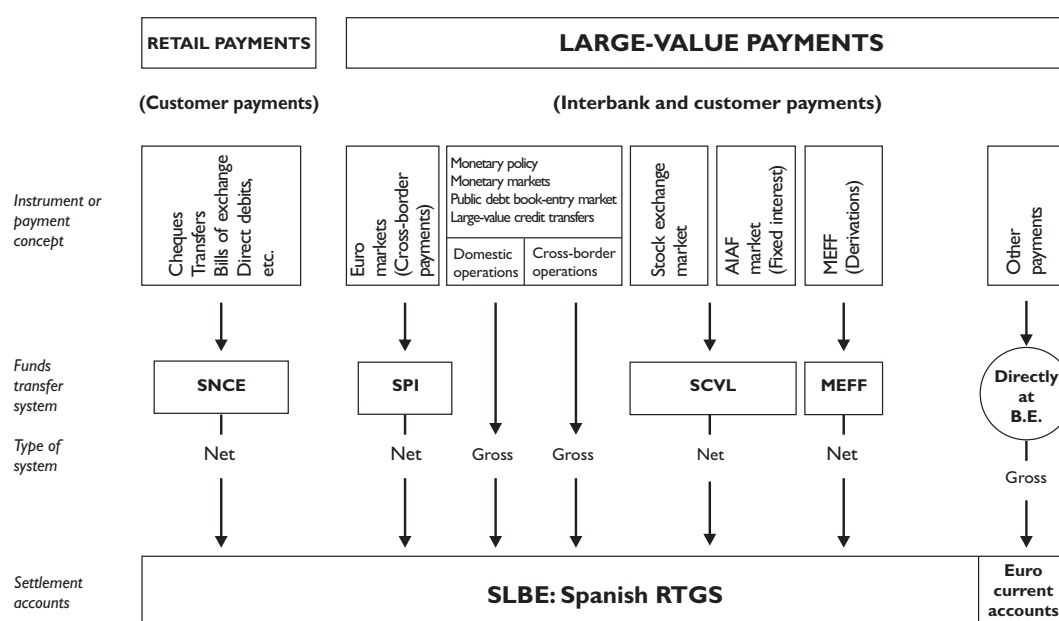 RETAIL PAYMENTS
LARGE-VALUE PAYMENTS
(Customer payments)
(Interbank and customer payments)
Instrument or
payment
concept
Cheques
Transfers
Bills of exchange
Direct debits,
etc.
Euro
markets
(Cross-border
payments)
Monetary policy
Monetary markets
Public debt book-entry market
Large-value credit transfers
Domestic
operations
Cross-border
operations
Stock exchange
market
AIAF
market
(Fixed interest)
MEFF
(Derivations)
Other
payments
Funds
transfer
system
SNCE
SPI
SCVL
MEFF
Directly
at
B.E.
Type of
system
Net
Net
Gross
Gross
Net
Net
Gross
Settlement
accounts
SLBE: Spanish RTGS
Euro
current
accounts